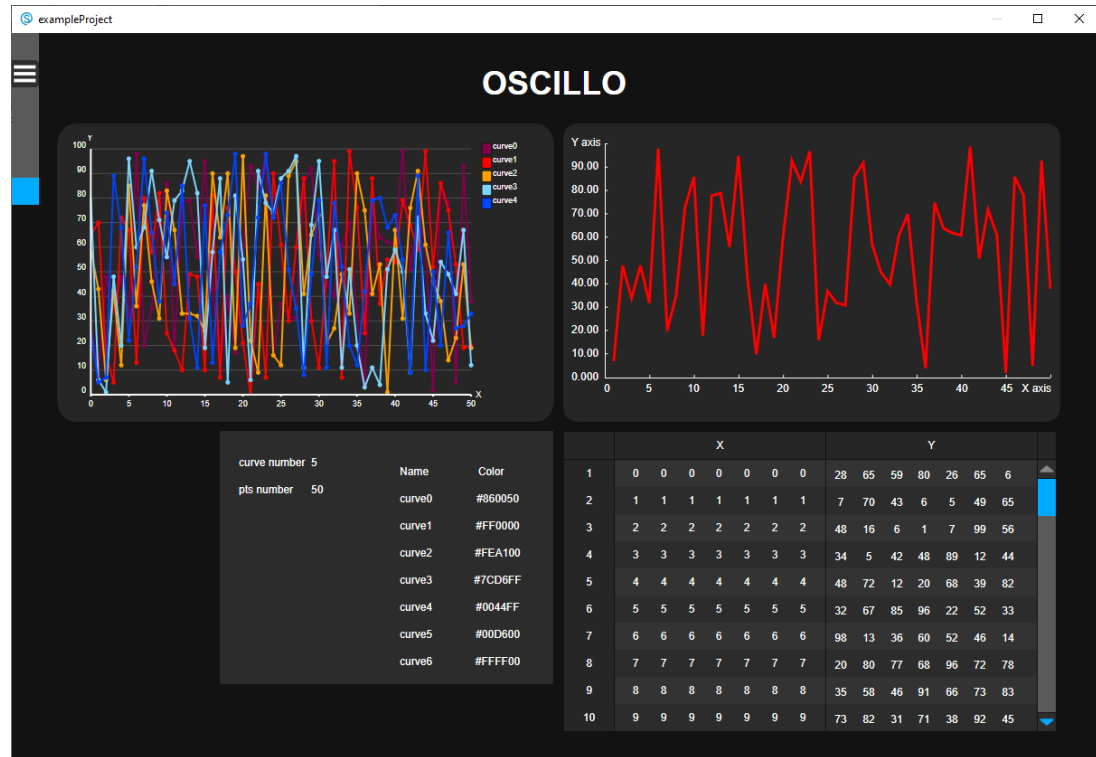 exampleProject
OSCILLO
Y
100
90
80
70
60
50
40
30
20
10
0
0 5 10 15 20 25 30 35 40 45 50
X
curve0
curve1
curve2
curve3
curve4
Y axis
90.00
80.00
70.00
60.00
50.00
40.00
30.00
20.00
10.00
0.000
0 5 10 15 20 25 30 35 40 45 X axis
curve number 5
pts number 50
Name Color
curve0 #860050
curve1 #FF0000
curve2 #FEA100
curve3 #7CD6FF
curve4 #0044FF
curve5 #00D600
curve6 #FFFF00
X Y
1 0 0 0 0 0 0 0 28 65 59 80 26 65 6
2 1 1 1 1 1 1 1 7 70 43 6 5 49 65
3 2 2 2 2 2 2 2 48 16 6 1 7 99 56
4 3 3 3 3 3 3 3 34 5 42 48 89 12 44
5 4 4 4 4 4 4 4 48 72 12 20 68 39 82
6 5 5 5 5 5 5 5 32 67 85 96 22 52 33
7 6 6 6 6 6 6 6 98 13 36 60 52 46 14
8 7 7 7 7 7 7 7 20 80 77 68 96 72 78
9 8 8 8 8 8 8 8 35 58 46 91 66 73 83
10 9 9 9 9 9 9 9 73 82 31 71 38 92 45